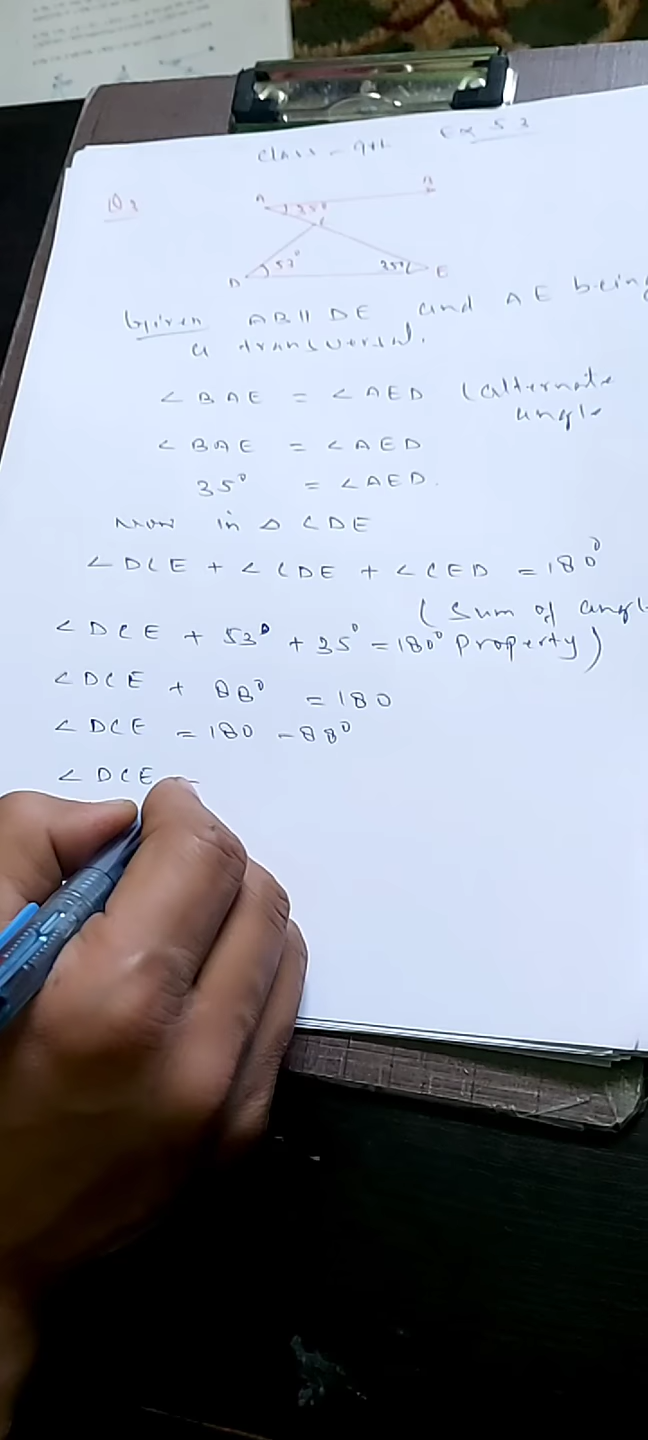 class - 9th Ex 5.3
Q3
A B
35°
C
53° 35°
D E
Given AB || DE and AE being
a transversal.
∠BAE = ∠AED (alternate
angle
∠BAE = ∠AED
35° = ∠AED.
Now in △ CDE
∠DCE + ∠CDE + ∠CED = 180°
(Sum of angle
∠DCE + 53° + 35° = 180° Property)
∠DCE + 88° = 180
∠DCE = 180 - 88°
∠DCE =